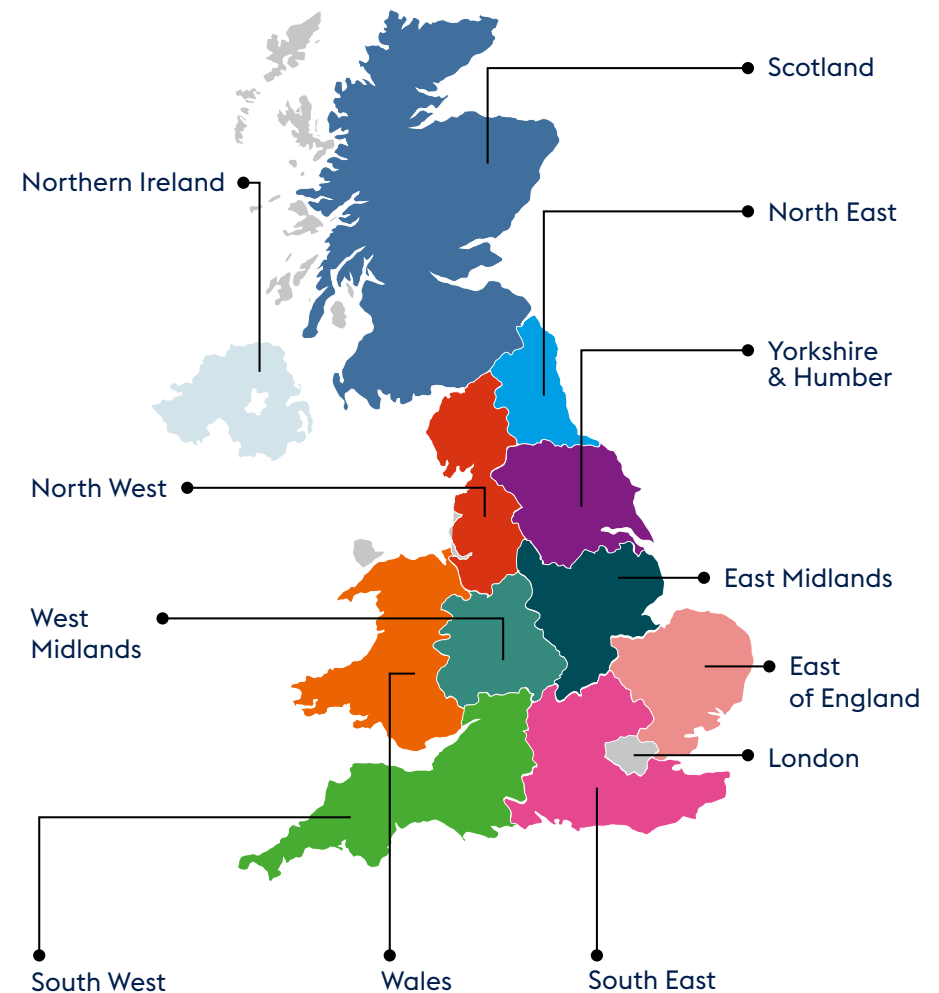 Scotland
Northern Ireland
North East
Yorkshire
& Humber
North West
East Midlands
West
Midlands
East
of England
London
South West
Wales
South East